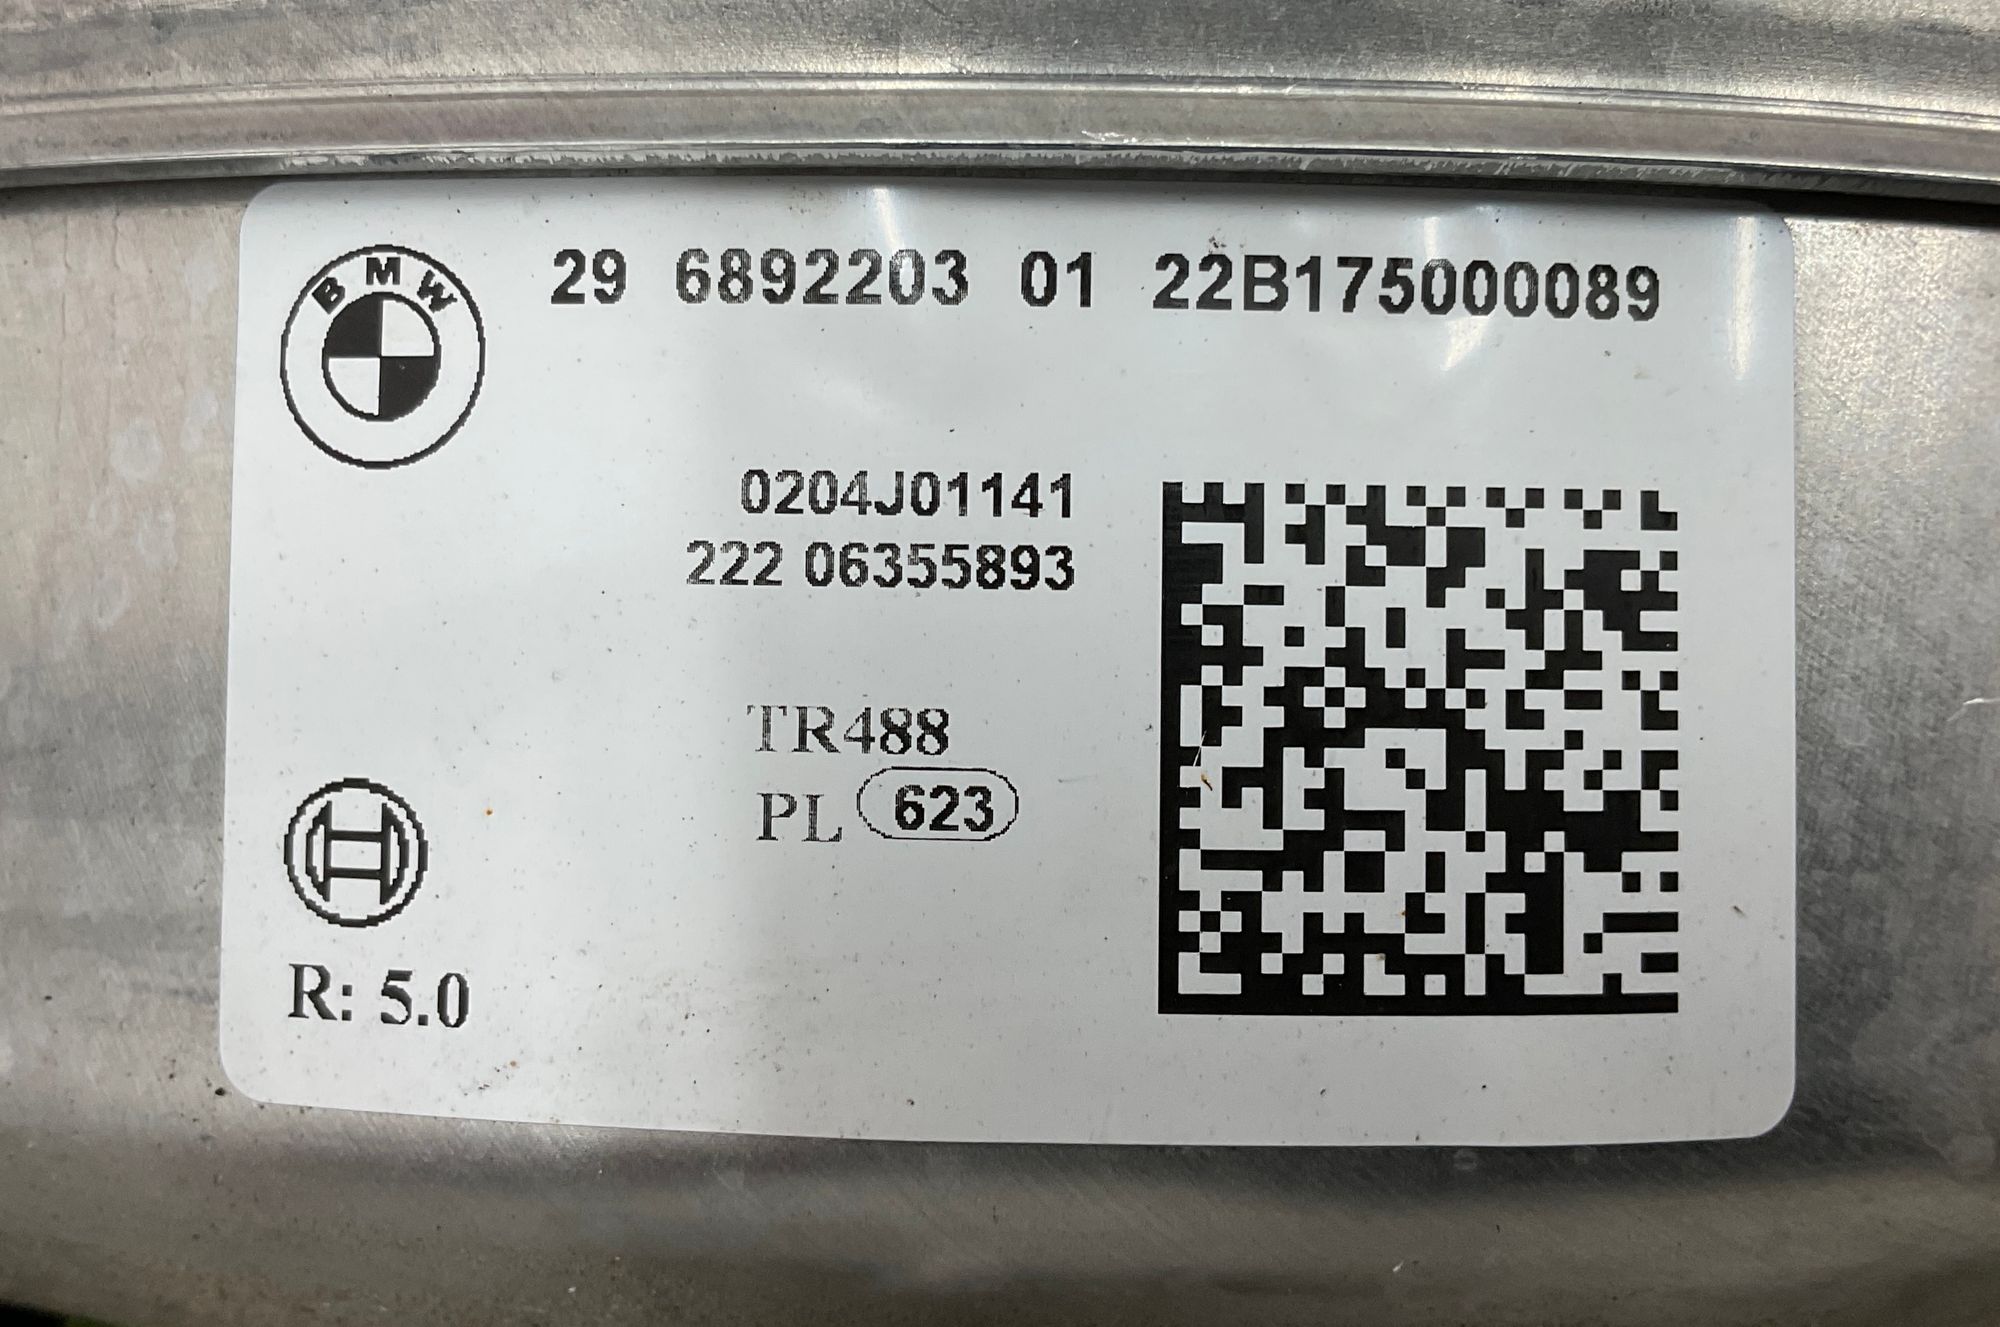 BMW
29 6892203 01 22B175000089
0204J01141
222 06355893
TR488
PL 623
R: 5.0